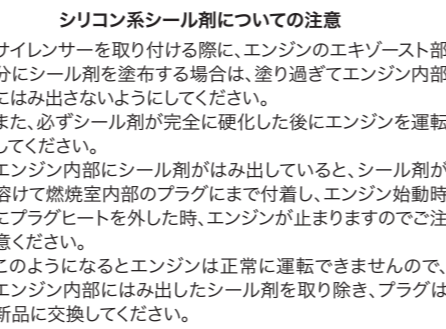 シリコン系シール剤についての注意
サイレンサーを取り付ける際に、エンジンのエキゾースト部
分にシール剤を塗布する場合は、塗り過ぎてエンジン内部
にはみ出さないようにしてください。
また、必ずシール剤が完全に硬化した後にエンジンを運転
してください。
エンジン内部にシール剤がはみ出していると、シール剤が
溶けて燃焼室内部のプラグにまで付着し、エンジン始動時
にプラグヒートを外した時、エンジンが止まりますのでご注
意ください。
このようになるとエンジンは正常に運転できませんので、
エンジン内部にはみ出したシール剤を取り除き、プラグは
新品に交換してください。